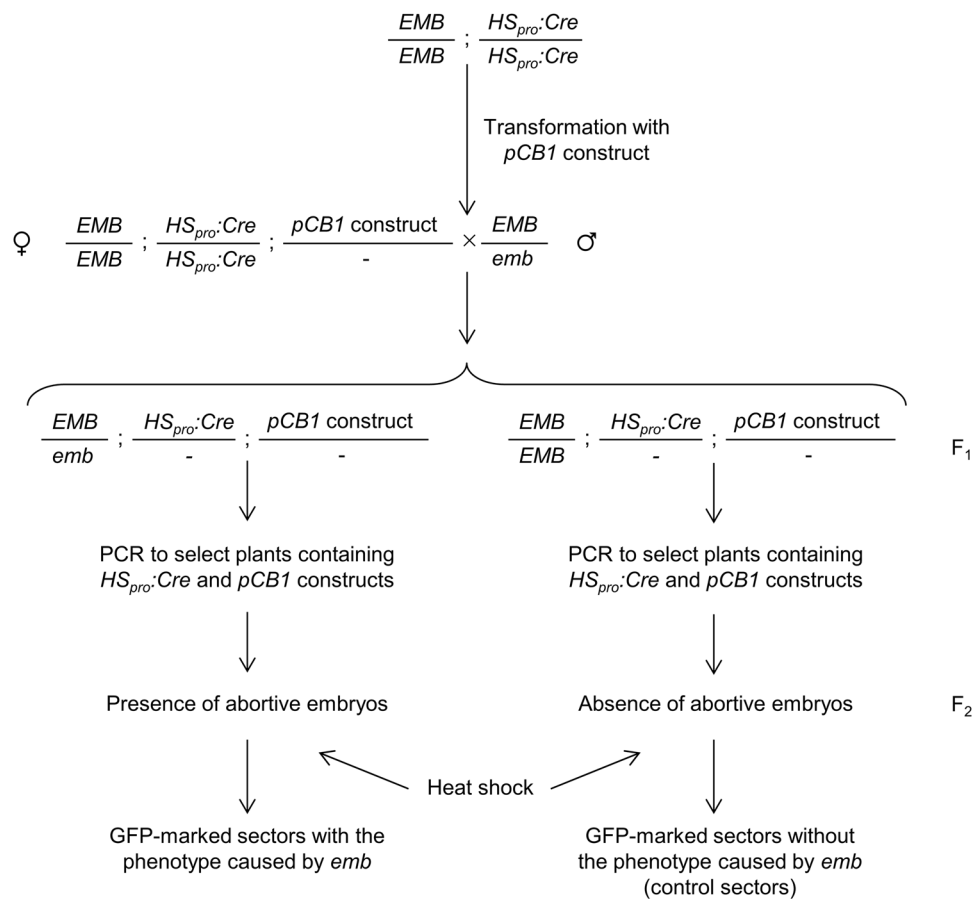 EMB ; HSpro:Cre
EMB HSpro:Cre
Transformation with
pCB1 construct
♀ EMB ; HSpro:Cre ; pCB1 construct × EMB ♂
EMB HSpro:Cre - emb
EMB ; HSpro:Cre ; pCB1 construct
emb - -
EMB ; HSpro:Cre ; pCB1 construct
EMB - -
F1
PCR to select plants containing
HSpro:Cre and pCB1 constructs
PCR to select plants containing
HSpro:Cre and pCB1 constructs
Presence of abortive embryos
Absence of abortive embryos
F2
Heat shock
GFP-marked sectors with the
phenotype caused by emb
GFP-marked sectors without
the phenotype caused by emb
(control sectors)